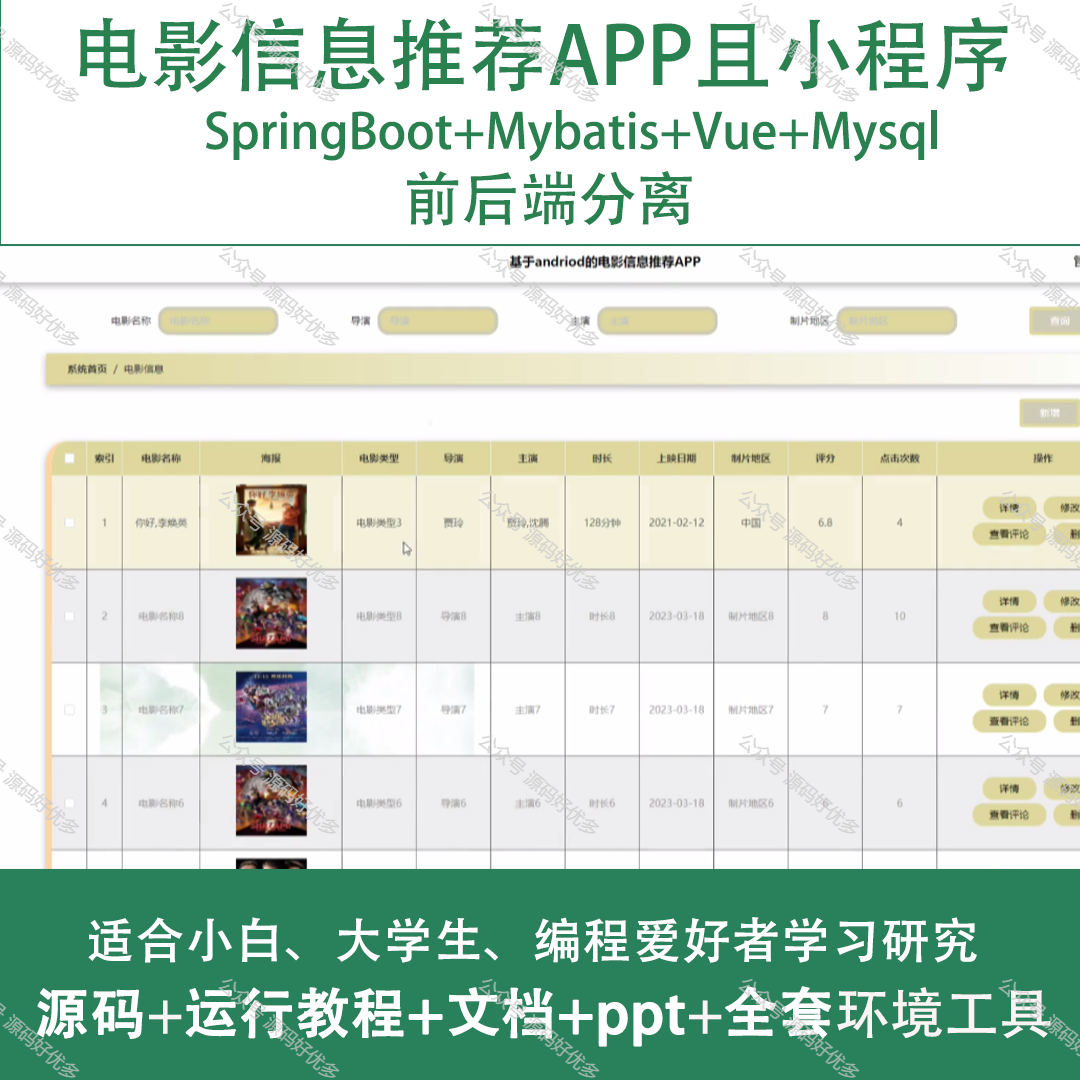 电影信息推荐APP且小程序
SpringBoot+Mybatis+Vue+Mysql
前后端分离
基于andriod的电影信息推荐APP
电影名称 电影名称 导演 导演 主演 主演 制片地区 制片地区 查询
系统首页 / 电影信息
新增
索引 电影名称 海报 电影类型 导演 主演 时长 上映日期 制片地区 评分 点击次数 操作
1 你好,李焕英 电影类型3 贾玲 贾玲,沈腾 128分钟 2021-02-12 中国 6.8 4 详情 修改
查看评论
2 电影名称8 电影类型8 导演8 主演8 时长8 2023-03-18 制片地区8 8 10 详情 修改
查看评论
3 电影名称7 电影类型7 导演7 主演7 时长7 2023-03-18 制片地区7 7 7 详情 修改
查看评论
4 电影名称6 电影类型6 导演6 主演6 时长6 2023-03-18 制片地区6 6 6 详情 修改
查看评论
适合小白、大学生、编程爱好者学习研究
源码+运行教程+文档+ppt+全套环境工具
公众号 源码好优多